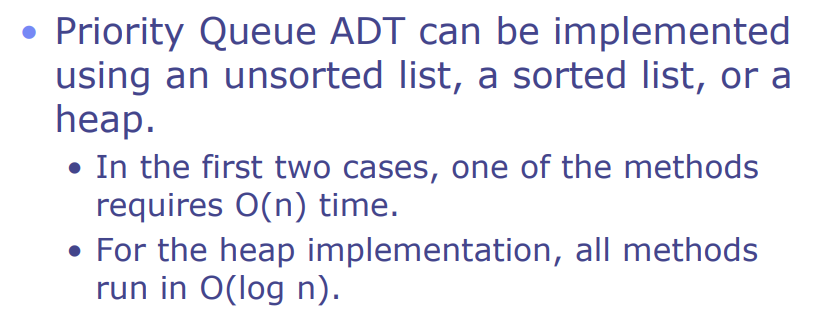 • Priority Queue ADT can be implemented
using an unsorted list, a sorted list, or a
heap.
• In the first two cases, one of the methods
requires O(n) time.
• For the heap implementation, all methods
run in O(log n).